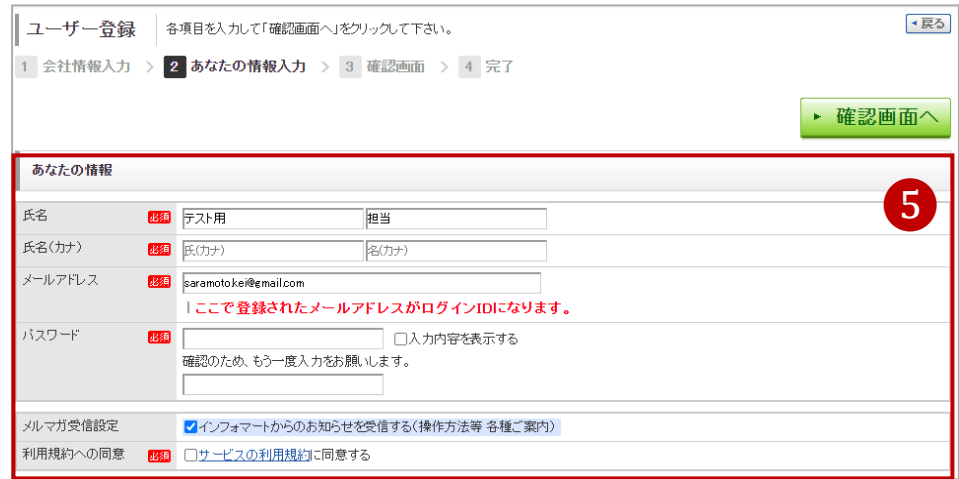 ユーザー登録 各項目を入力して「確認画面へ」をクリックして下さい。 戻る
1 会社情報入力 > 2 あなたの情報入力 > 3 確認画面 > 4 完了
確認画面へ
あなたの情報
5
氏名 必須 テスト用 担当
氏名(カナ) 必須 氏(カナ) 名(カナ)
メールアドレス 必須 saramoto.kei@gmail.com
ここで登録されたメールアドレスがログインIDになります。
パスワード 必須 入力内容を表示する
確認のため、もう一度入力をお願いします。
メルマガ受信設定 インフォマートからのお知らせを受信する(操作方法等 各種ご案内)
利用規約への同意 必須 サービスの利用規約に同意する